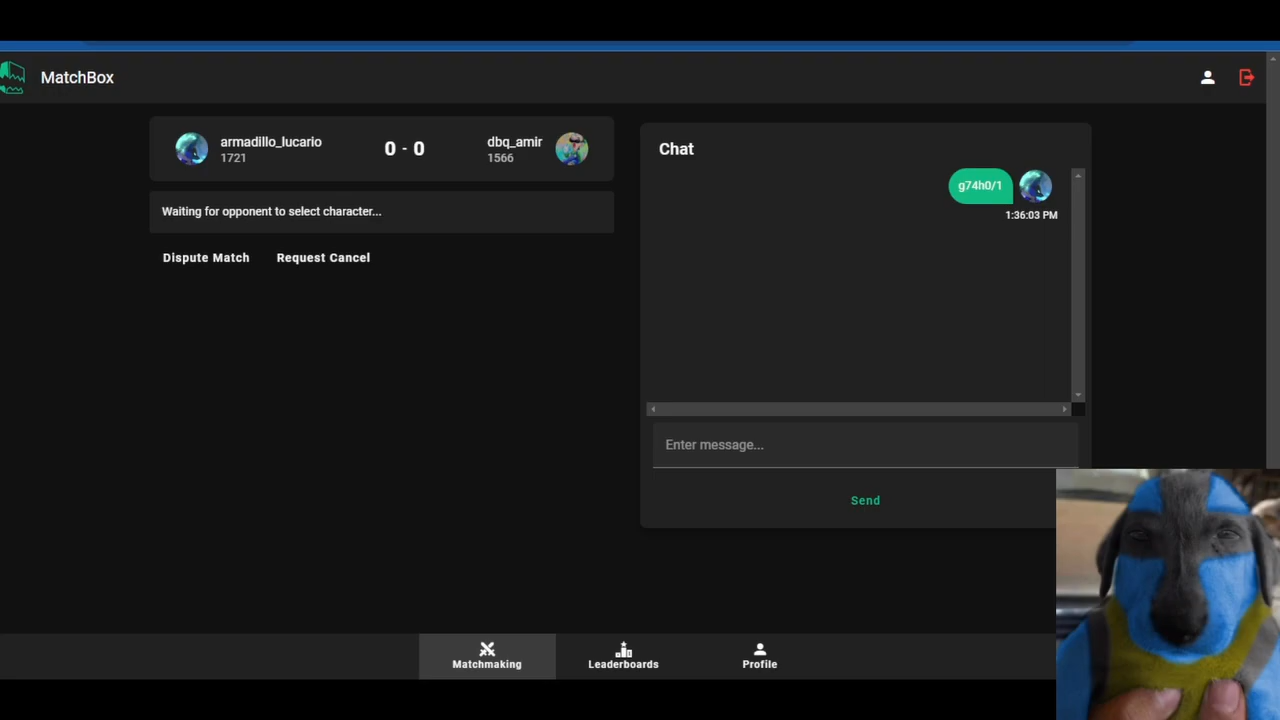 MatchBox
armadillo_lucario
1721
0 - 0
dbq_amir
1566
Waiting for opponent to select character...
Dispute Match
Request Cancel
Chat
g74h0/1
1:36:03 PM
Enter message...
Send
Matchmaking
Leaderboards
Profile